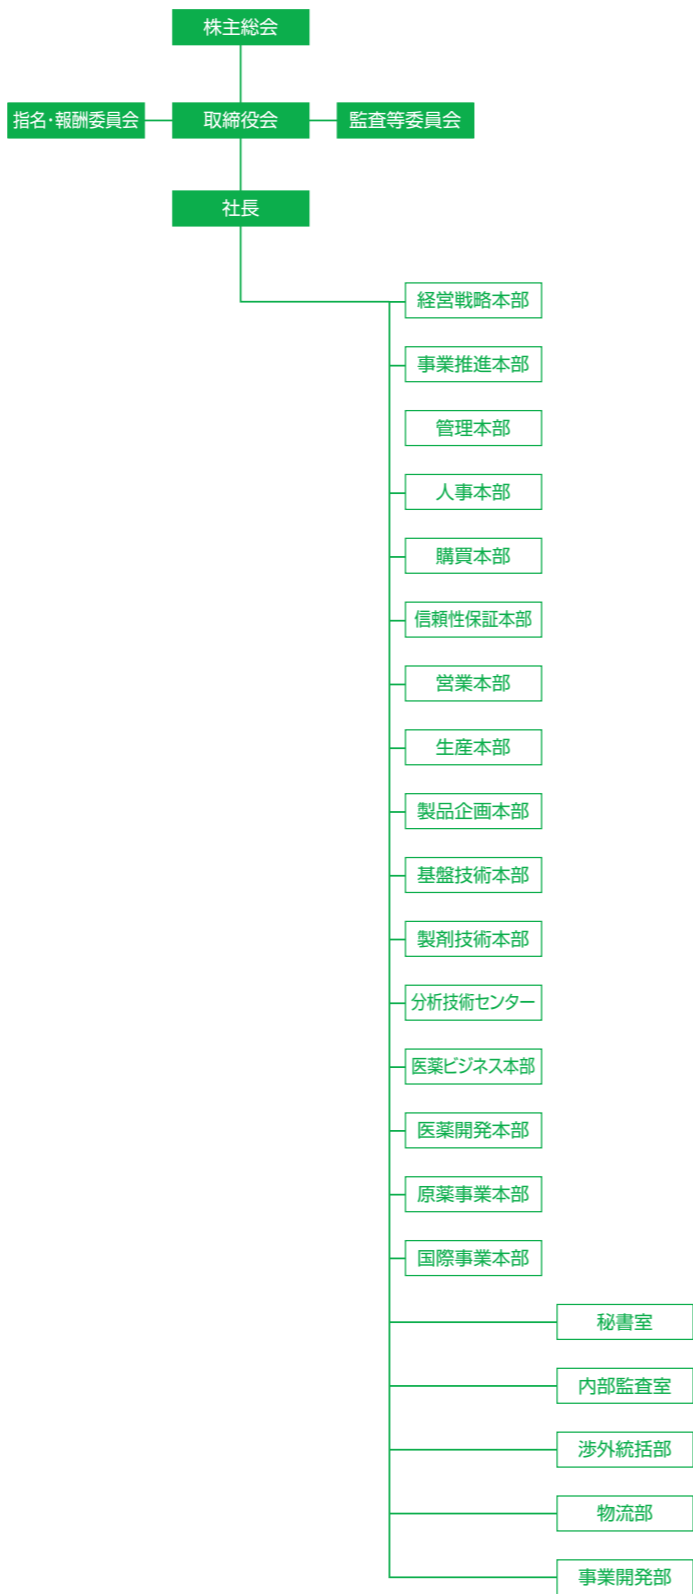 株主総会
指名・報酬委員会
取締役会
監査等委員会
社長
経営戦略本部
事業推進本部
管理本部
人事本部
購買本部
信頼性保証本部
営業本部
生産本部
製品企画本部
基盤技術本部
製剤技術本部
分析技術センター
医薬ビジネス本部
医薬開発本部
原薬事業本部
国際事業本部
秘書室
内部監査室
渉外統括部
物流部
事業開発部